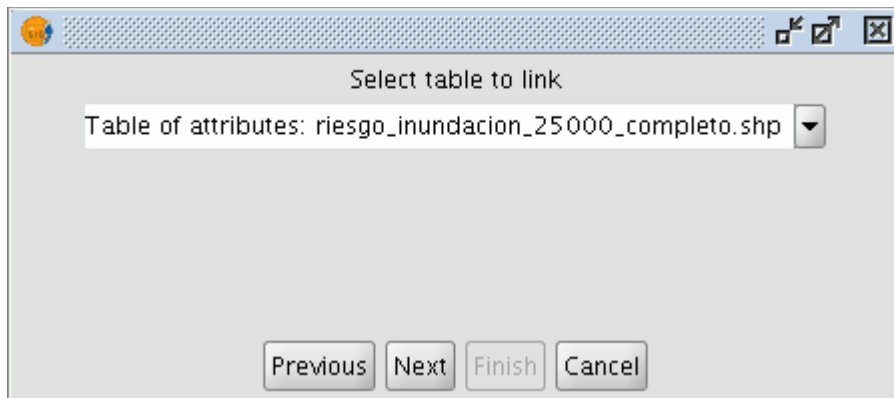 Select table to link
Table of attributes: riesgo_inundacion_25000_completo.shp
Previous Next Finish Cancel